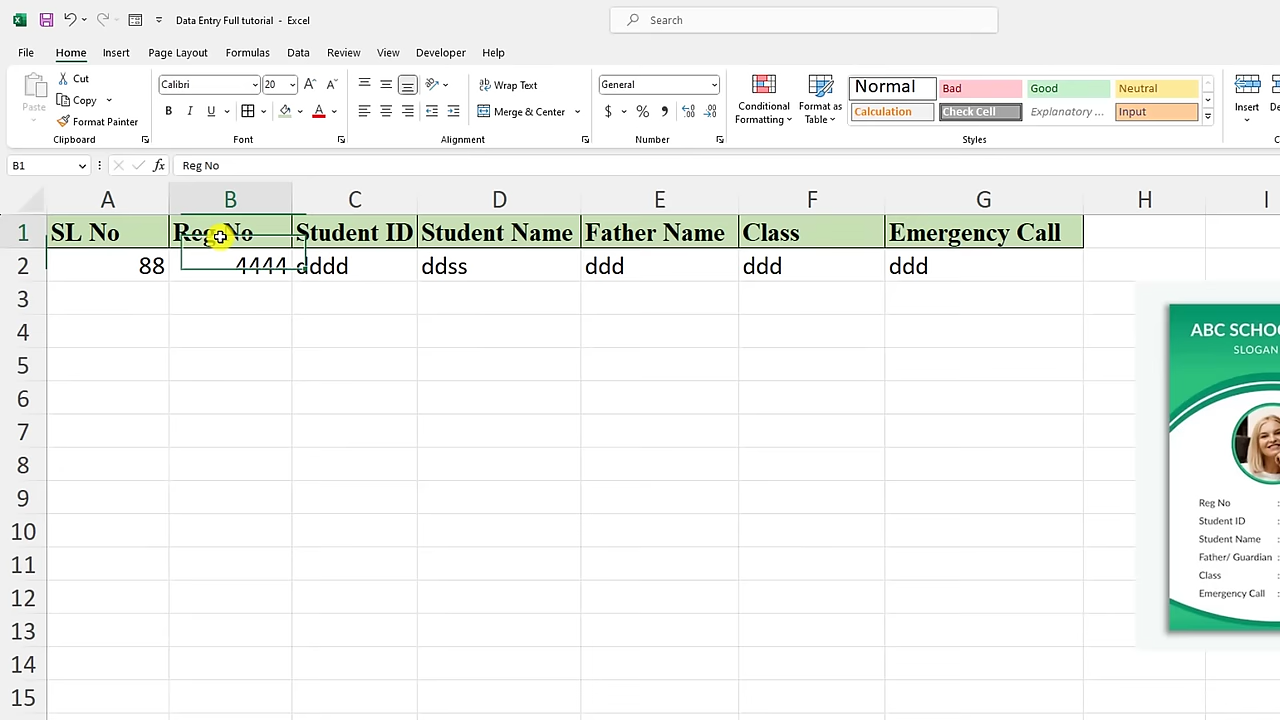 Data Entry Full tutorial - Excel
Search
File Home Insert Page Layout Formulas Data Review View Developer Help
Paste
Cut
Copy
Format Painter
Clipboard
Calibri 20
B I U
Font
Wrap Text
Merge & Center
Alignment
General
Number
Conditional Formatting
Format as Table
Normal Bad Good Neutral
Calculation Check Cell Explanatory ... Input
Styles
Insert
B1 fx Reg No
A B C D E F G H I
1 SL No Reg No Student ID Student Name Father Name Class Emergency Call
2 88 4444 dddd ddss ddd ddd ddd
3
4
5
6
7
8
9
10
11
12
13
14
15
ABC SCHOO
SLOGAN
Reg No :
Student ID :
Student Name :
Father/ Guardian :
Class :
Emergency Call :